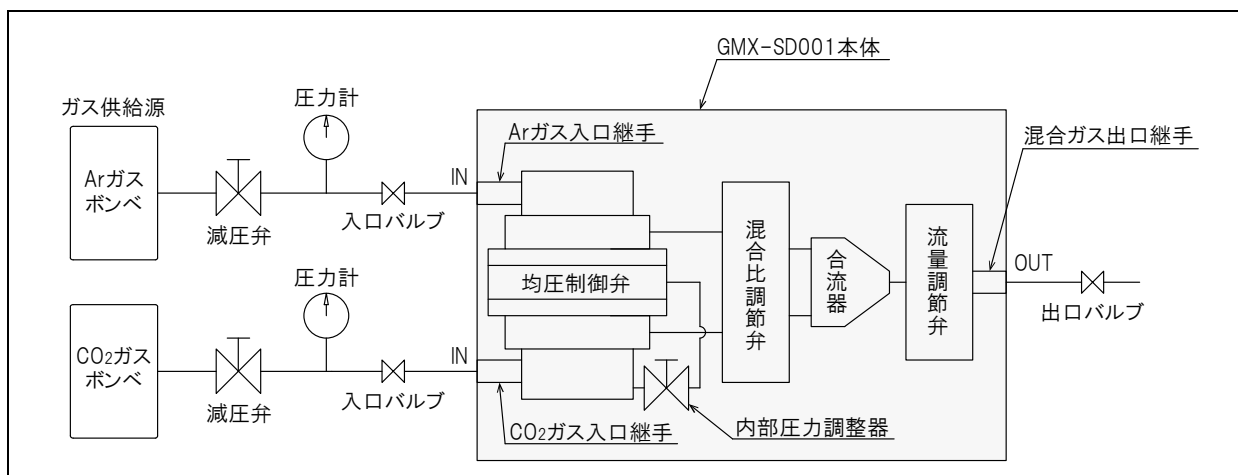 GMX-SD001本体
ガス供給源
圧力計
Arガス入口継手
混合ガス出口継手
Arガス
ボンベ
減圧弁
入口バルブ
IN
混合比調節弁
合流器
流量調節弁
OUT
出口バルブ
均圧制御弁
圧力計
CO₂ガス
ボンベ
減圧弁
入口バルブ
IN
CO₂ガス入口継手
内部圧力調整器